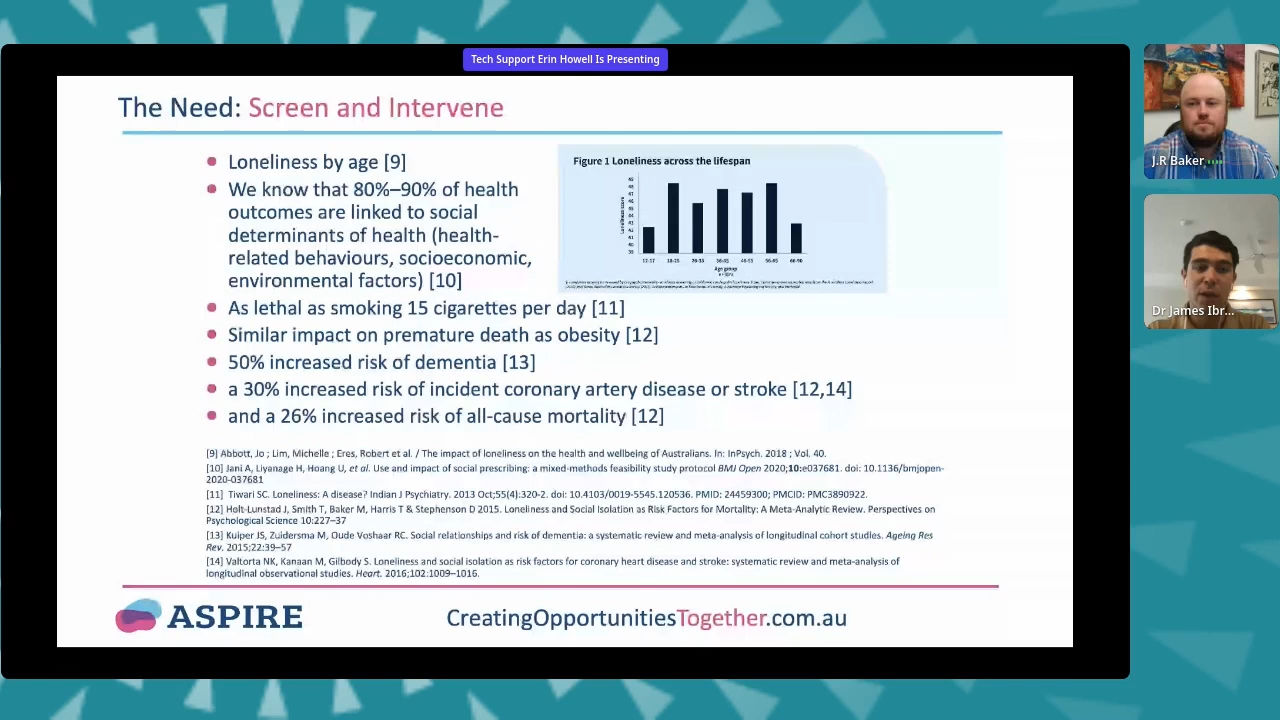 Tech Support Erin Howell Is Presenting
The Need: Screen and Intervene
Loneliness by age [9]
We know that 80%–90% of health
outcomes are linked to social
determinants of health (health-
related behaviours, socioeconomic,
environmental factors) [10]
As lethal as smoking 15 cigarettes per day [11]
Similar impact on premature death as obesity [12]
50% increased risk of dementia [13]
a 30% increased risk of incident coronary artery disease or stroke [12,14]
and a 26% increased risk of all-cause mortality [12]
Figure 1 Loneliness across the lifespan
Loneliness score
Age group
[9] Abbott, Jo ; Lim, Michelle ; Eres, Robert et al. / The impact of loneliness on the health and wellbeing of Australians. In: InPsych. 2018 ; Vol. 40.
[10] Jani A, Liyanage H, Hoang U, et al. Use and impact of social prescribing: a mixed-methods feasibility study protocol BMJ Open 2020;10:e037681. doi: 10.1136/bmjopen-
2020-037681
[11] Tiwari SC. Loneliness: A disease? Indian J Psychiatry. 2013 Oct;55(4):320-2. doi: 10.4103/0019-5545.120536. PMID: 24459300; PMCID: PMC3890922.
[12] Holt-Lunstad J, Smith T, Baker M, Harris T & Stephenson D 2015. Loneliness and Social Isolation as Risk Factors for Mortality: A Meta-Analytic Review. Perspectives on
Psychological Science 10:227–37
[13] Kuiper JS, Zuidersma M, Oude Voshaar RC. Social relationships and risk of dementia: a systematic review and meta-analysis of longitudinal cohort studies. Ageing Res
Rev. 2015;22:39–57
[14] Valtorta NK, Kanaan M, Gilbody S. Loneliness and social isolation as risk factors for coronary heart disease and stroke: systematic review and meta-analysis of
longitudinal observational studies. Heart. 2016;102:1009–1016.
ASPIRE
CreatingOpportunitiesTogether.com.au
J.R Baker
Dr James Ibr...